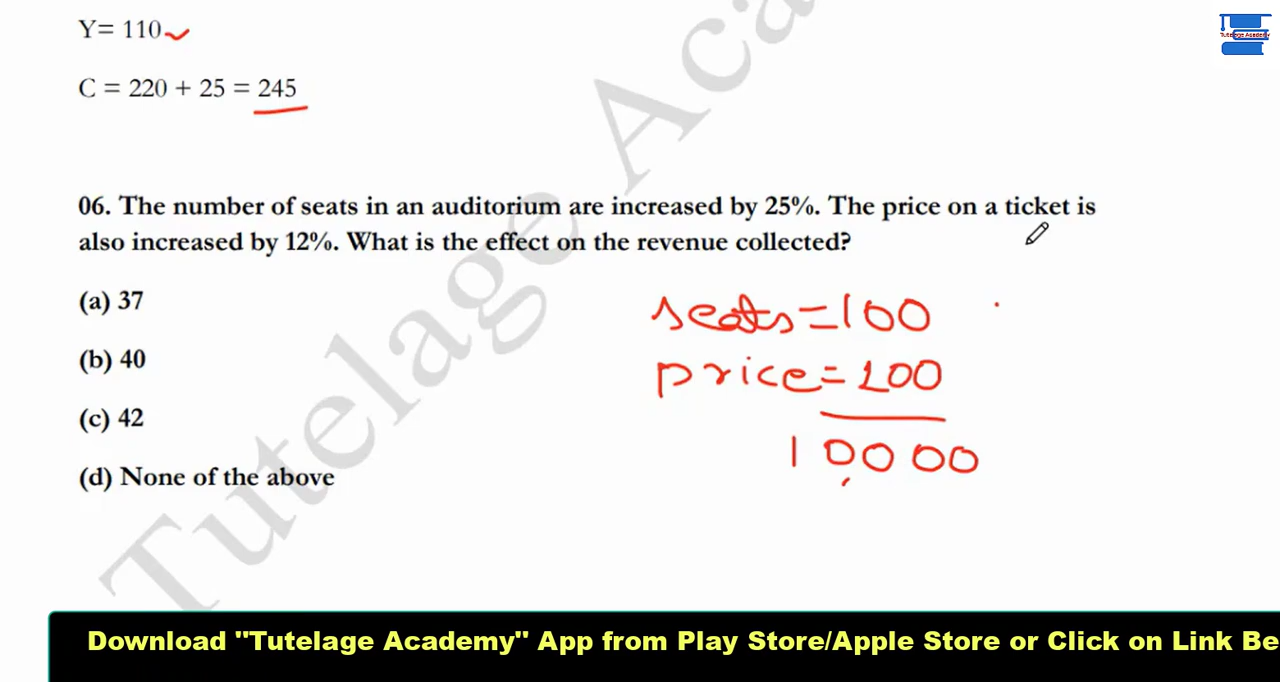 Y= 110
C = 220 + 25 = 245
Tutelage Academy
Tutelage Aca
06. The number of seats in an auditorium are increased by 25%. The price on a ticket is
also increased by 12%. What is the effect on the revenue collected?
(a) 37
(b) 40
(c) 42
(d) None of the above
seats=100
price=100
10000
Download "Tutelage Academy" App from Play Store/Apple Store or Click on Link Be